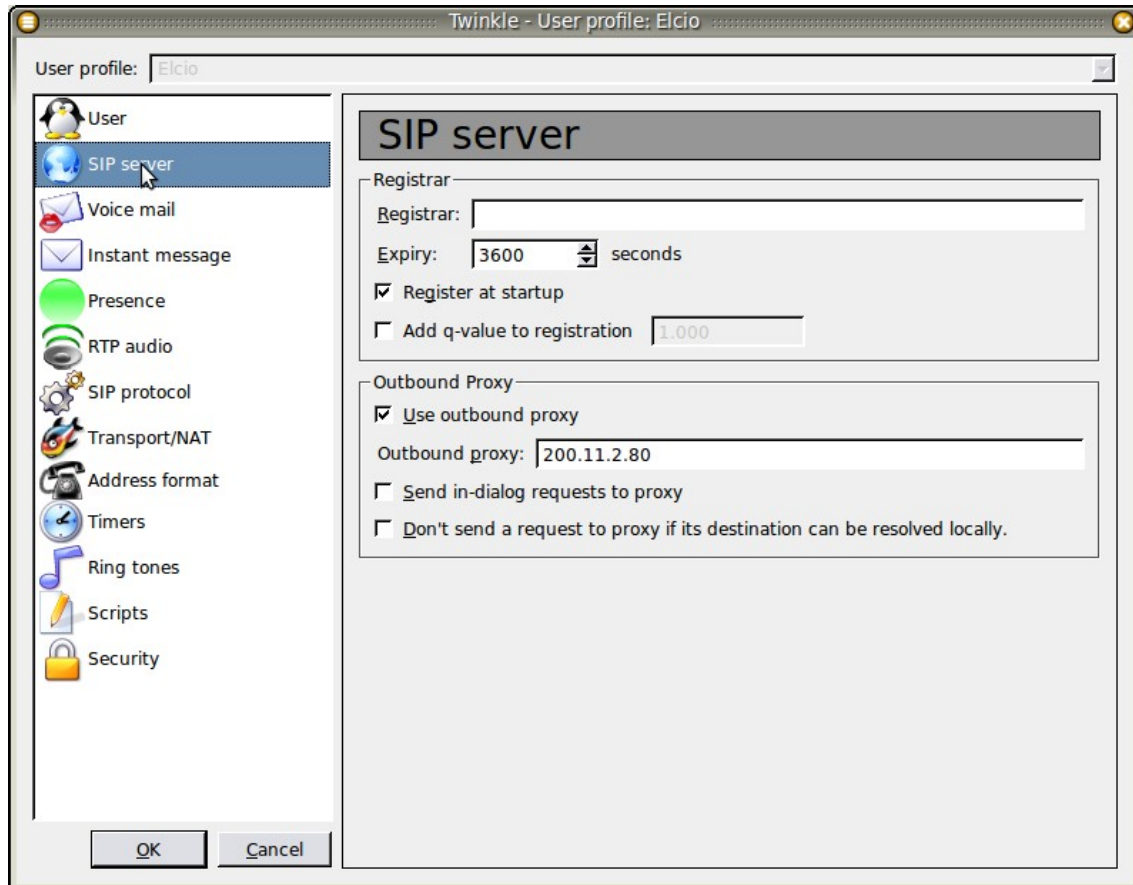 Twinkle - User profile: Elcio
User profile: Elcio
User
SIP server
Voice mail
Instant message
Presence
RTP audio
SIP protocol
Transport/NAT
Address format
Timers
Ring tones
Scripts
Security
OK Cancel
SIP server
Registrar
Registrar:
Expiry: 3600 seconds
Register at startup
Add q-value to registration 1.000
Outbound Proxy
Use outbound proxy
Outbound proxy: 200.11.2.80
Send in-dialog requests to proxy
Don't send a request to proxy if its destination can be resolved locally.